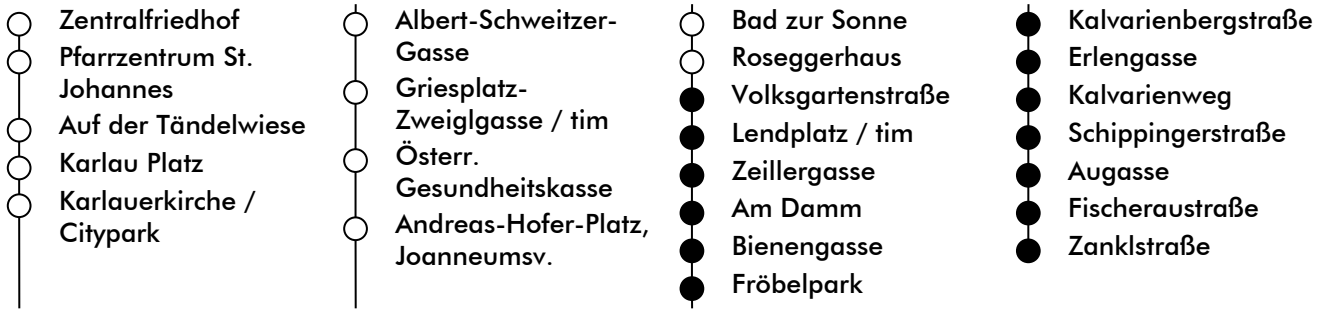 Zentralfriedhof
Pfarrzentrum St.
Johannes
Auf der Tändelwiese
Karlau Platz
Karlauerkirche /
Citypark
Albert-Schweitzer-
Gasse
Griesplatz-
Zweiglgasse / tim
Österr.
Gesundheitskasse
Andreas-Hofer-Platz,
Joanneumsv.
Bad zur Sonne
Roseggerhaus
Volksgartenstraße
Lendplatz / tim
Zeillergasse
Am Damm
Bienengasse
Fröbelpark
Kalvarienbergstraße
Erlengasse
Kalvarienweg
Schippingerstraße
Augasse
Fischeraustraße
Zanklstraße